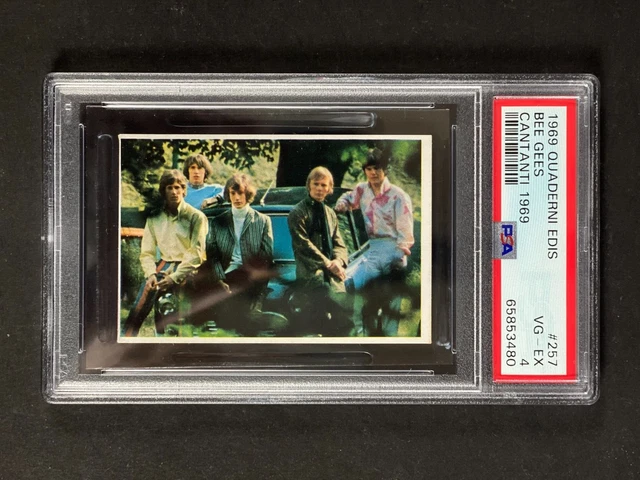 1969 QUADERNI EDIS #257
BEE GEES VG-EX
CANTANTI 1969 4
PSA 65853480